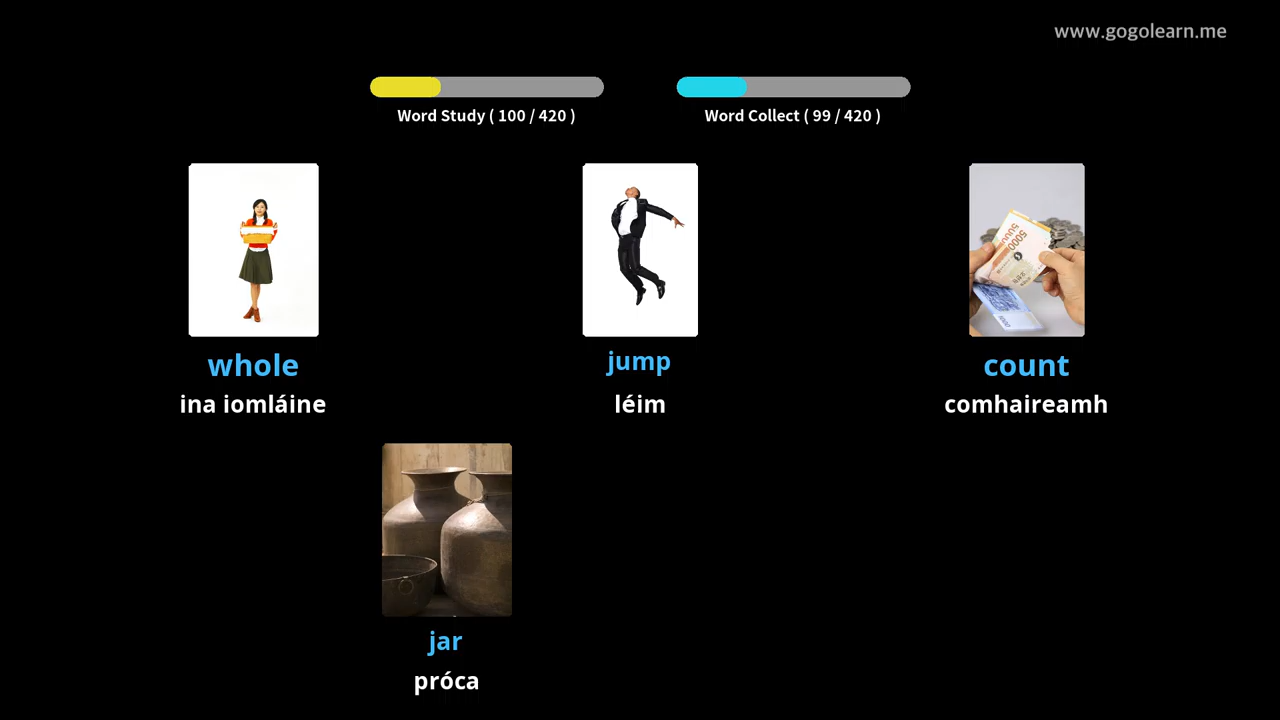 www.gogolearn.me
Word Study ( 100 / 420 )
Word Collect ( 99 / 420 )
whole
ina iomláine
jump
léim
count
comhaireamh
jar
próca